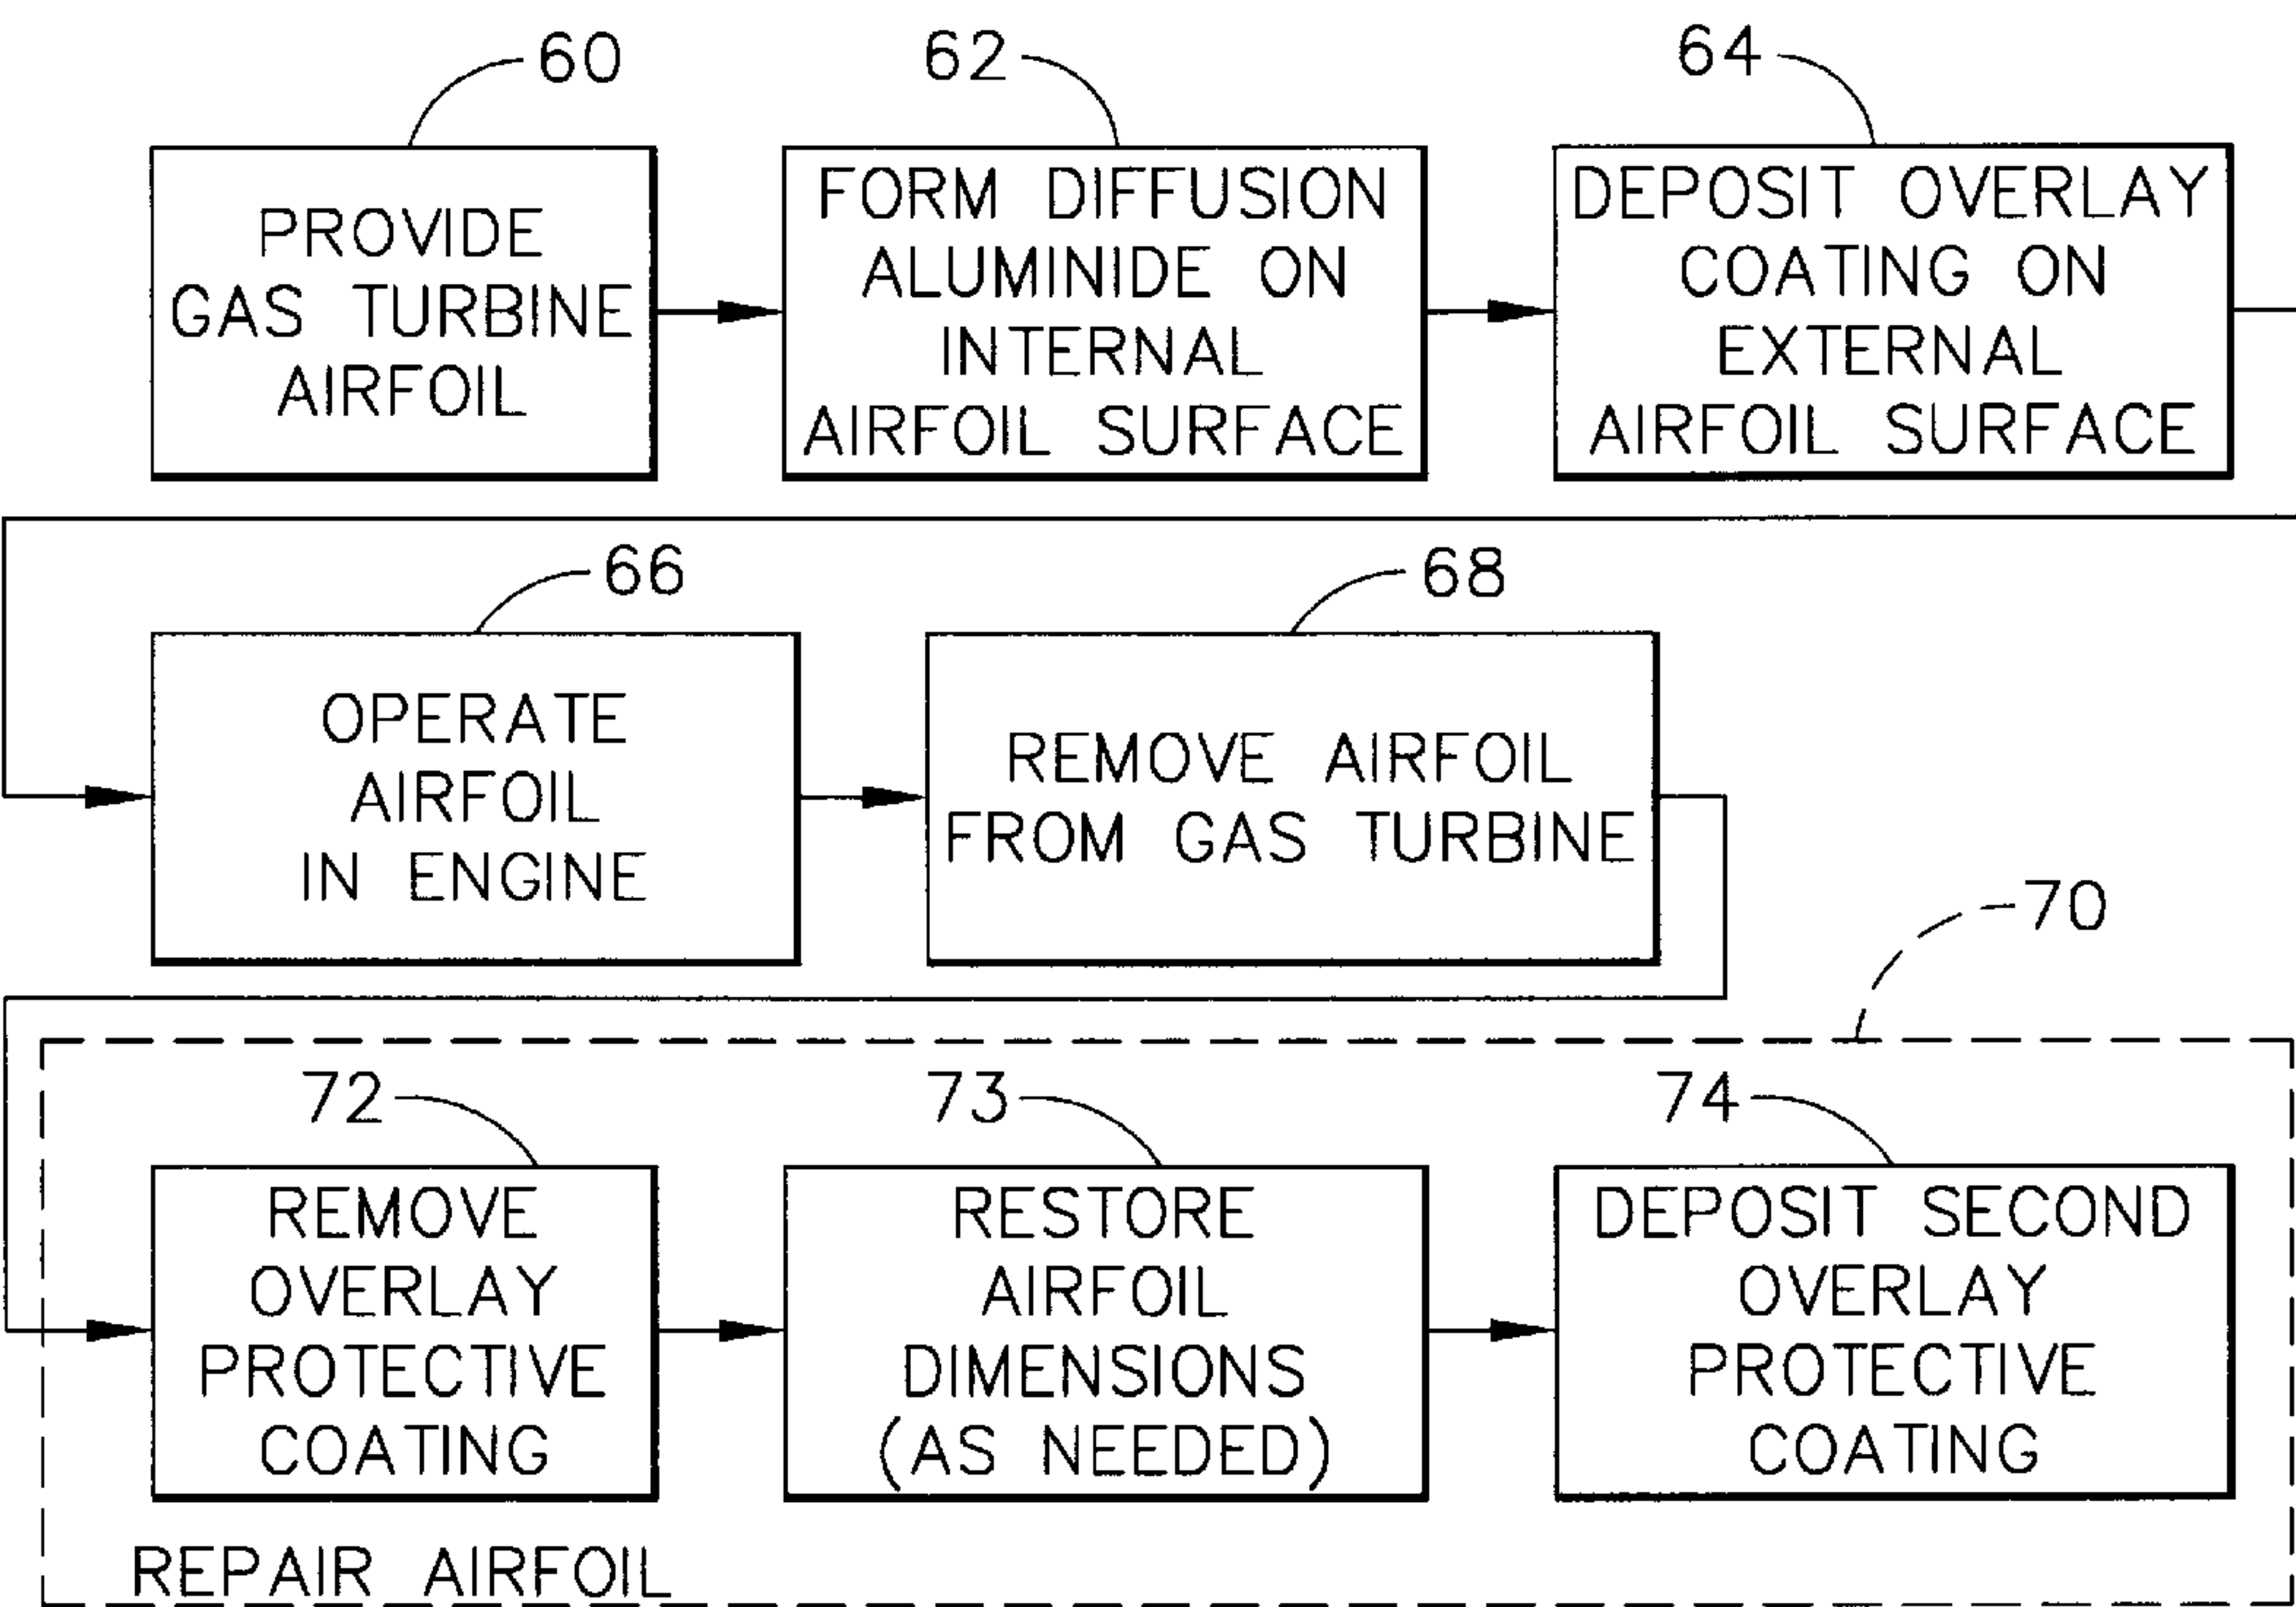 60
62
64
PROVIDE
GAS TURBINE
AIRFOIL
FORM DIFFUSION
ALUMINIDE ON
INTERNAL
AIRFOIL SURFACE
DEPOSIT OVERLAY
COATING ON
EXTERNAL
AIRFOIL SURFACE
66
68
OPERATE
AIRFOIL
IN ENGINE
REMOVE AIRFOIL
FROM GAS TURBINE
70
72
73
74
REMOVE
OVERLAY
PROTECTIVE
COATING
RESTORE
AIRFOIL
DIMENSIONS
(AS NEEDED)
DEPOSIT SECOND
OVERLAY
PROTECTIVE
COATING
REPAIR AIRFOIL